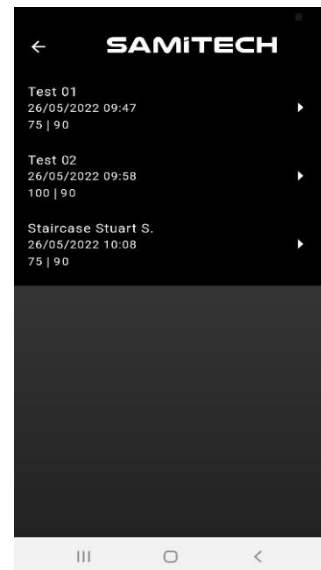 SAMiTECH
Test 01
26/05/2022 09:47
75 | 90
Test 02
26/05/2022 09:58
100 | 90
Staircase Stuart S.
26/05/2022 10:08
75 | 90